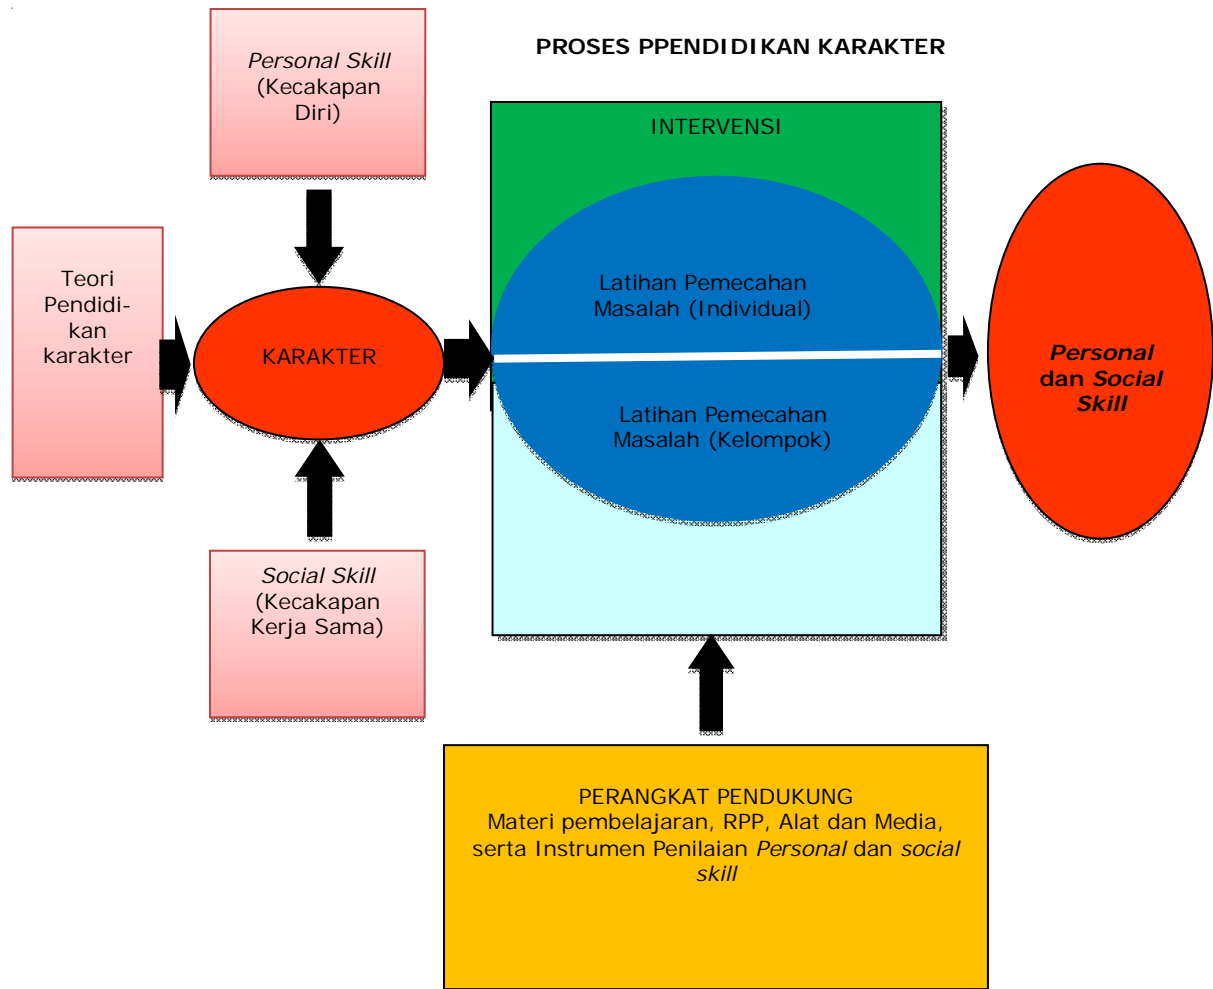 Personal Skill
(Kecakapan
Diri)
PROSES PPENDIDIKAN KARAKTER
INTERVENSI
Teori
Pendidi-
kan
karakter
KARAKTER
Latihan Pemecahan
Masalah (Individual)
Latihan Pemecahan
Masalah (Kelompok)
Personal
dan Social
Skill
Social Skill
(Kecakapan
Kerja Sama)
PERANGKAT PENDUKUNG
Materi pembelajaran, RPP, Alat dan Media,
serta Instrumen Penilaian Personal dan social
skill